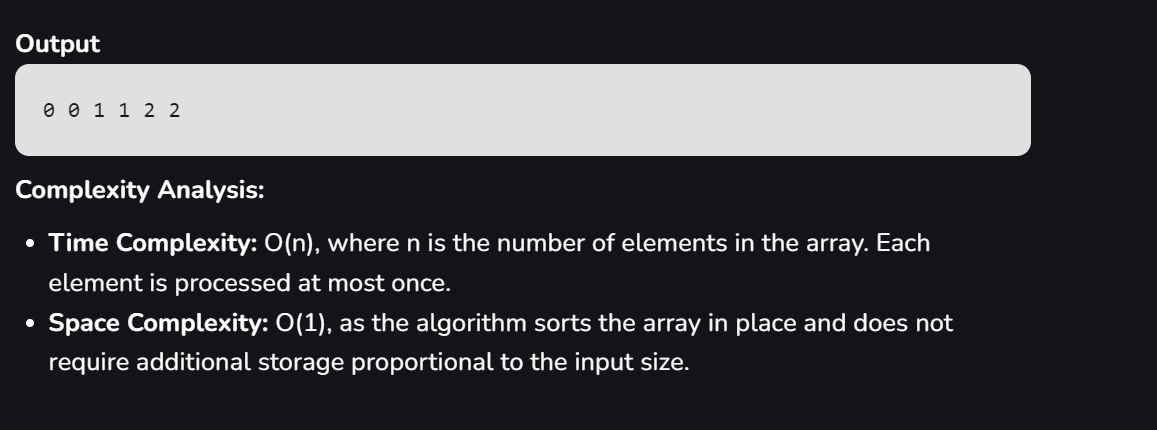 Output
0 0 1 1 2 2
Complexity Analysis:
• Time Complexity: O(n), where n is the number of elements in the array. Each
element is processed at most once.
• Space Complexity: O(1), as the algorithm sorts the array in place and does not
require additional storage proportional to the input size.